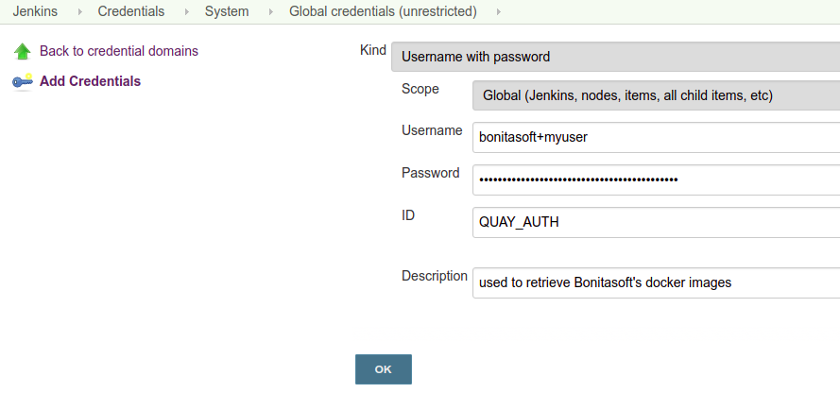 Jenkins Credentials System Global credentials (unrestricted)
Back to credential domains
Add Credentials
Kind Username with password
Scope Global (Jenkins, nodes, items, all child items, etc)
Username bonitasoft+myuser
Password ••••••••••••••••••••••••••••••••••••••••••••
ID QUAY_AUTH
Description used to retrieve Bonitasoft's docker images
OK